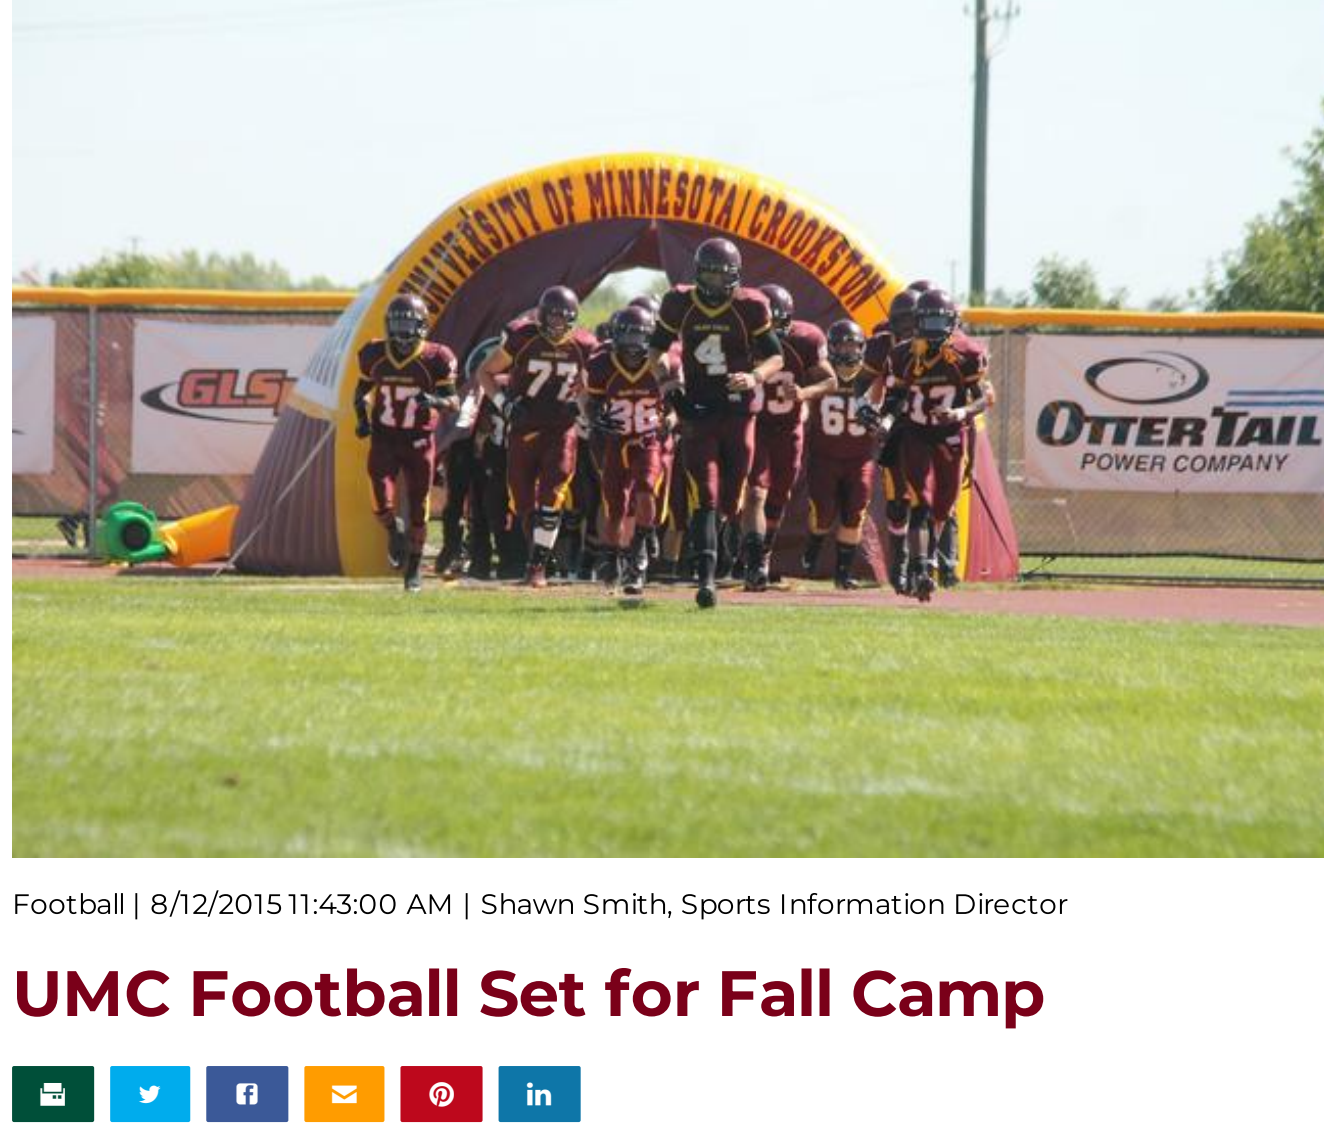 UNIVERSITY OF MINNESOTA | CROOKSTON
GLS
OTTER TAIL
POWER COMPANY
17
77
36
4
65
Football | 8/12/2015 11:43:00 AM | Shawn Smith, Sports Information Director
UMC Football Set for Fall Camp
f
in